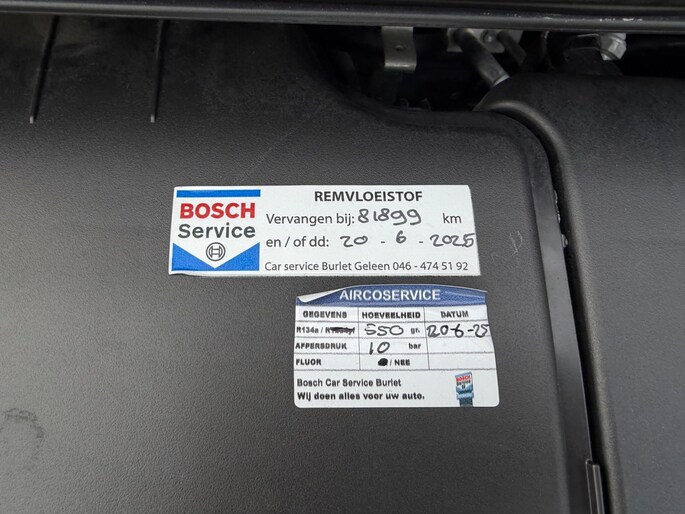 BOSCH
Service
REMVLOEISTOF
Vervangen bij: 81899 km
en / of dd: 20 - 6 - 2025
Car service Burlet Geleen 046 - 474 51 92
AIRCOSERVICE
GEGEVENS HOEVEELHEID DATUM
R134a / 550 gr. 20-6-25
AFPERSDRUK 10 bar
FLUOR / NEE
Bosch Car Service Burlet
Wij doen alles voor uw auto.
BOSCH